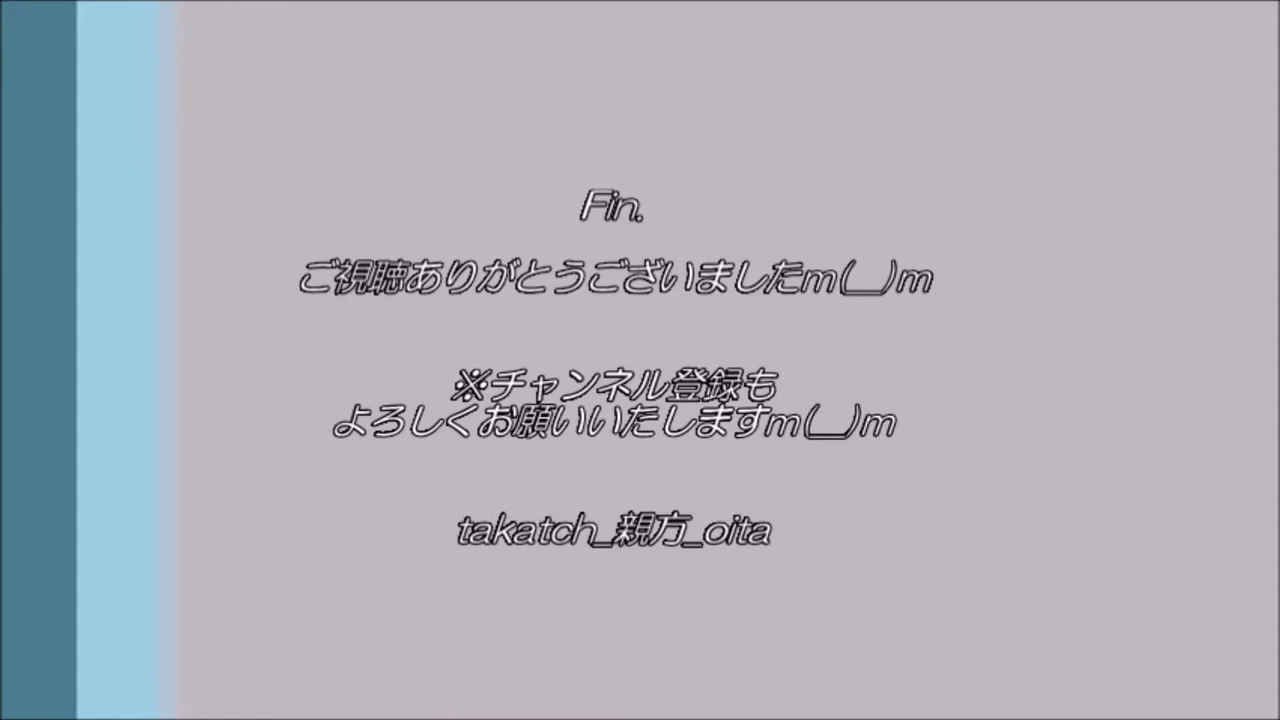 Fin.
ご視聴ありがとうございましたm(__)m
※チャンネル登録も
よろしくお願いいたしますm(__)m
takatch_親方_oita